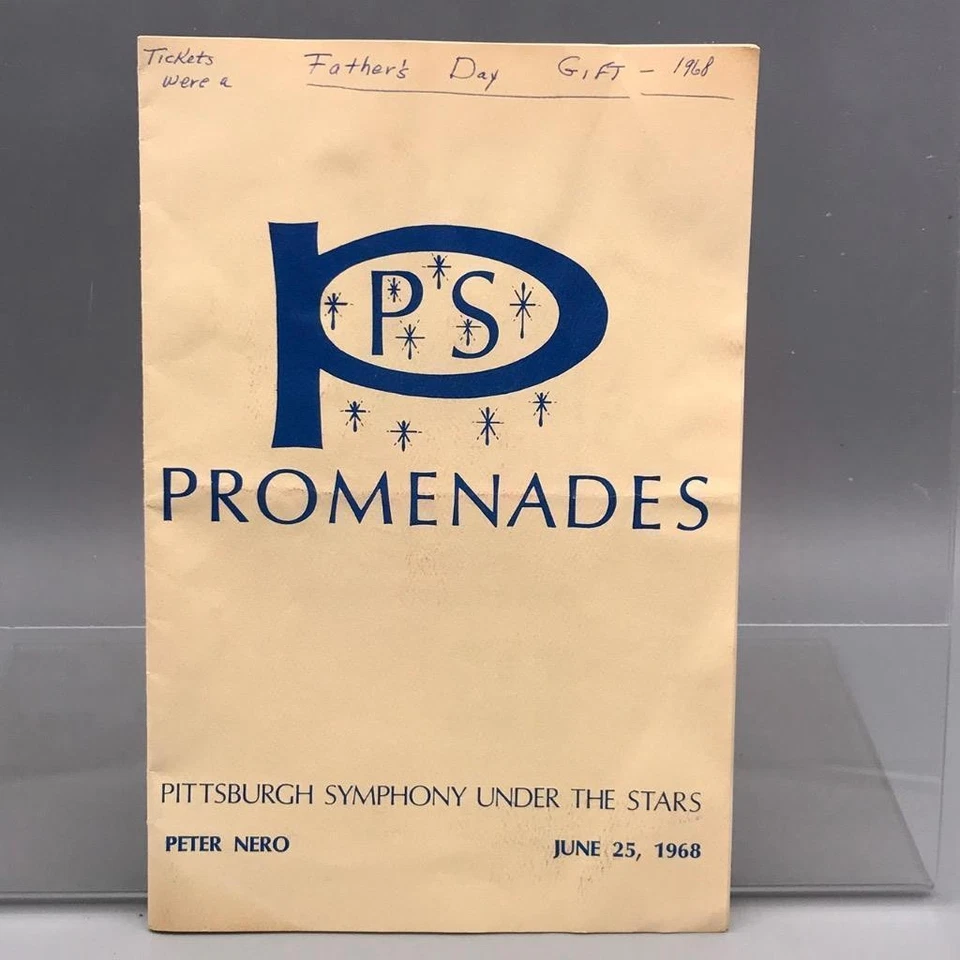 Tickets
were a
Father's Day GIFT - 1968
P
PS
PROMENADES
PITTSBURGH SYMPHONY UNDER THE STARS
PETER NERO
JUNE 25, 1968